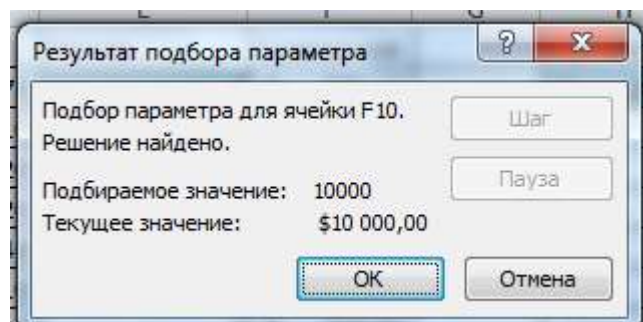 Результат подбора параметра
Подбор параметра для ячейки F10.
Решение найдено.
Шаг
Подбираемое значение: 10000
Пауза
Текущее значение: $10 000,00
ОК
Отмена